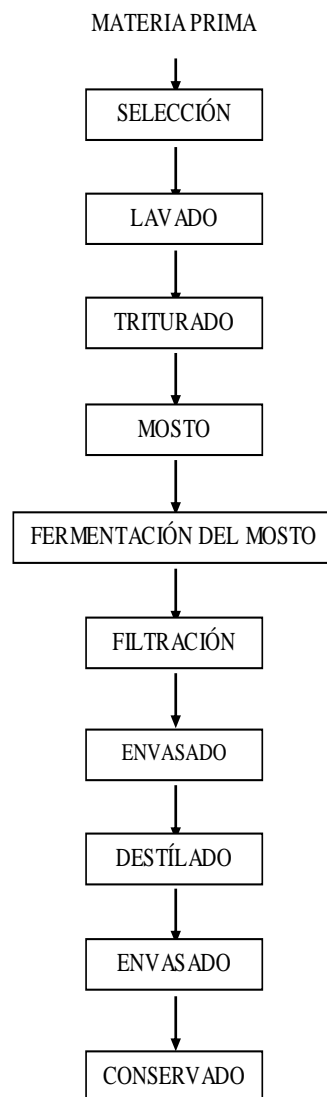 MATERIA PRIMA
SELECCIÓN
LAVADO
TRITURADO
MOSTO
FERMENTACIÓN DEL MOSTO
FILTRACIÓN
ENVASADO
DESTÍLADO
ENVASADO
CONSERVADO